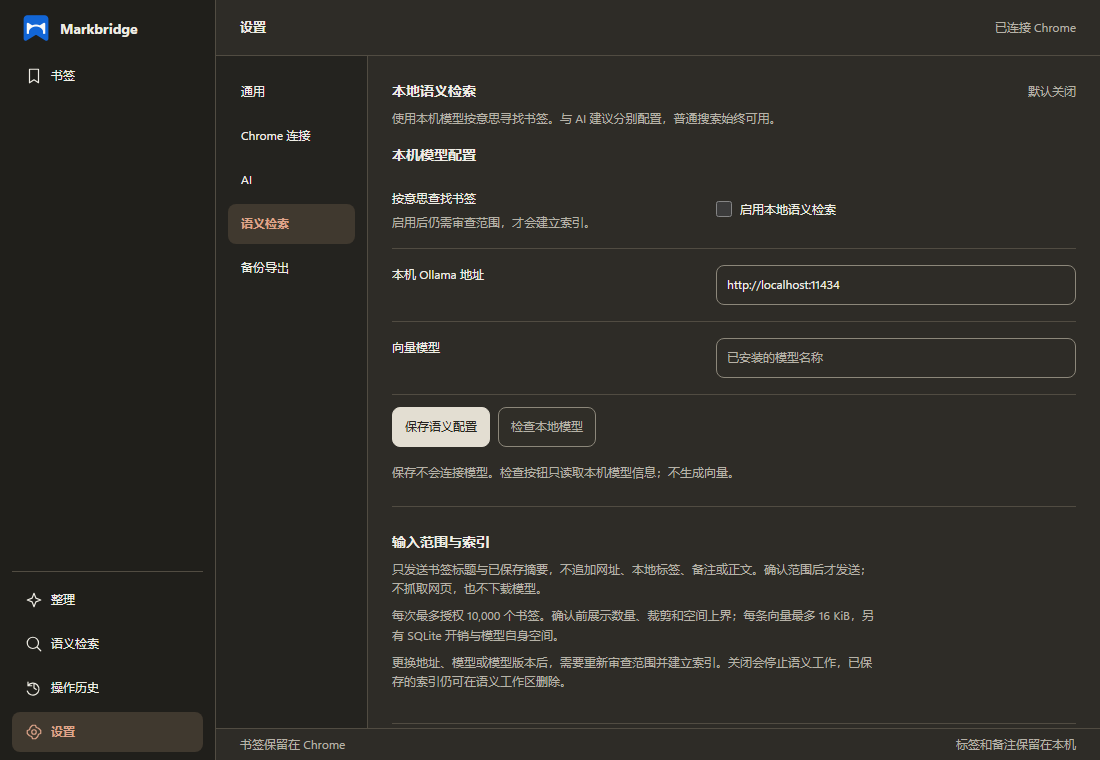 Markbridge
书签
整理
语义检索
操作历史
设置
设置
已连接 Chrome
通用
Chrome 连接
AI
语义检索
备份导出
本地语义检索
默认关闭
使用本机模型按意思寻找书签。与 AI 建议分别配置，普通搜索始终可用。
本机模型配置
按意思查找书签
启用后仍需审查范围，才会建立索引。
启用本地语义检索
本机 Ollama 地址
http://localhost:11434
向量模型
已安装的模型名称
保存语义配置
检查本地模型
保存不会连接模型。检查按钮只读取本机模型信息；不生成向量。
输入范围与索引
只发送书签标题与已保存摘要，不追加网址、本地标签、备注或正文。确认范围后才发送；
不抓取网页，也不下载模型。
每次最多授权 10,000 个书签。确认前展示数量、裁剪和空间上界；每条向量最多 16 KiB，另
有 SQLite 开销与模型自身空间。
更换地址、模型或模型版本后，需要重新审查范围并建立索引。关闭会停止语义工作，已保
存的索引仍可在语义工作区删除。
书签保留在 Chrome
标签和备注保留在本机